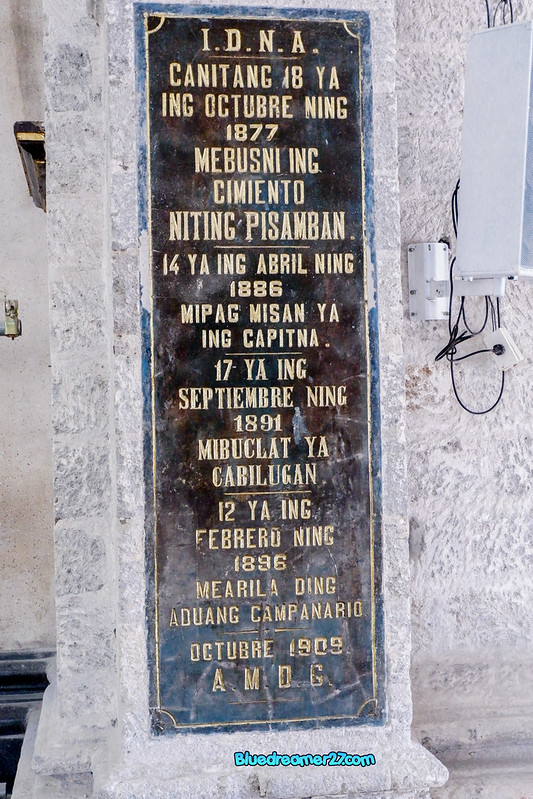 I.D.N.A.
CANITANG 18 YA
ING OCTUBRE NING
1877
MEBUSNI ING
CIMIENTO
NITING PISAMBAN.
14 YA ING ABRIL NING
1886
MIPAG MISAN YA
ING CAPITNA.
17 YA ING
SEPTIEMBRE NING
1891
MIBUCLAT YA
CABILUGAN.
12 YA ING
FEBRERO NING
1896
MEARILA DING
ADUANG CAMPANARIO
OCTUBRE 1909.
A.M.D.G.
Bluedreamer27.com